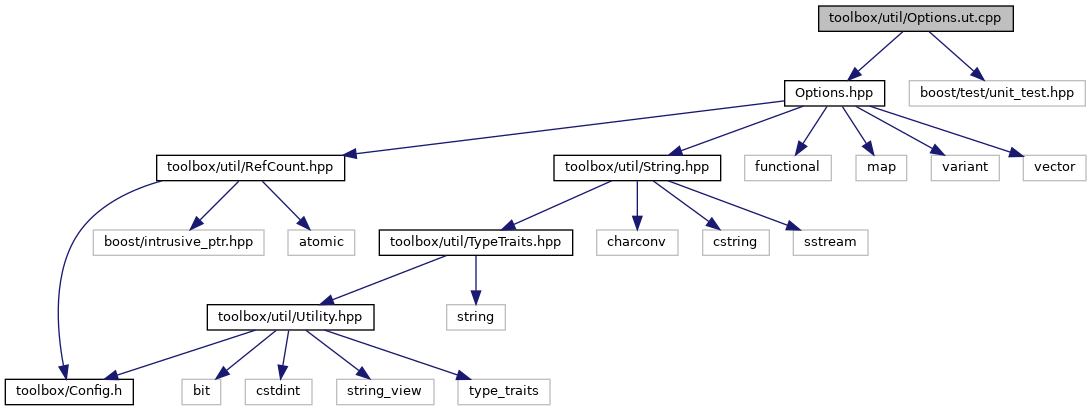 toolbox/util/Options.ut.cpp
Options.hpp
boost/test/unit_test.hpp
toolbox/util/RefCount.hpp
toolbox/util/String.hpp
functional
map
variant
vector
boost/intrusive_ptr.hpp
atomic
toolbox/util/TypeTraits.hpp
charconv
cstring
sstream
toolbox/util/Utility.hpp
string
toolbox/Config.h
bit
cstdint
string_view
type_traits